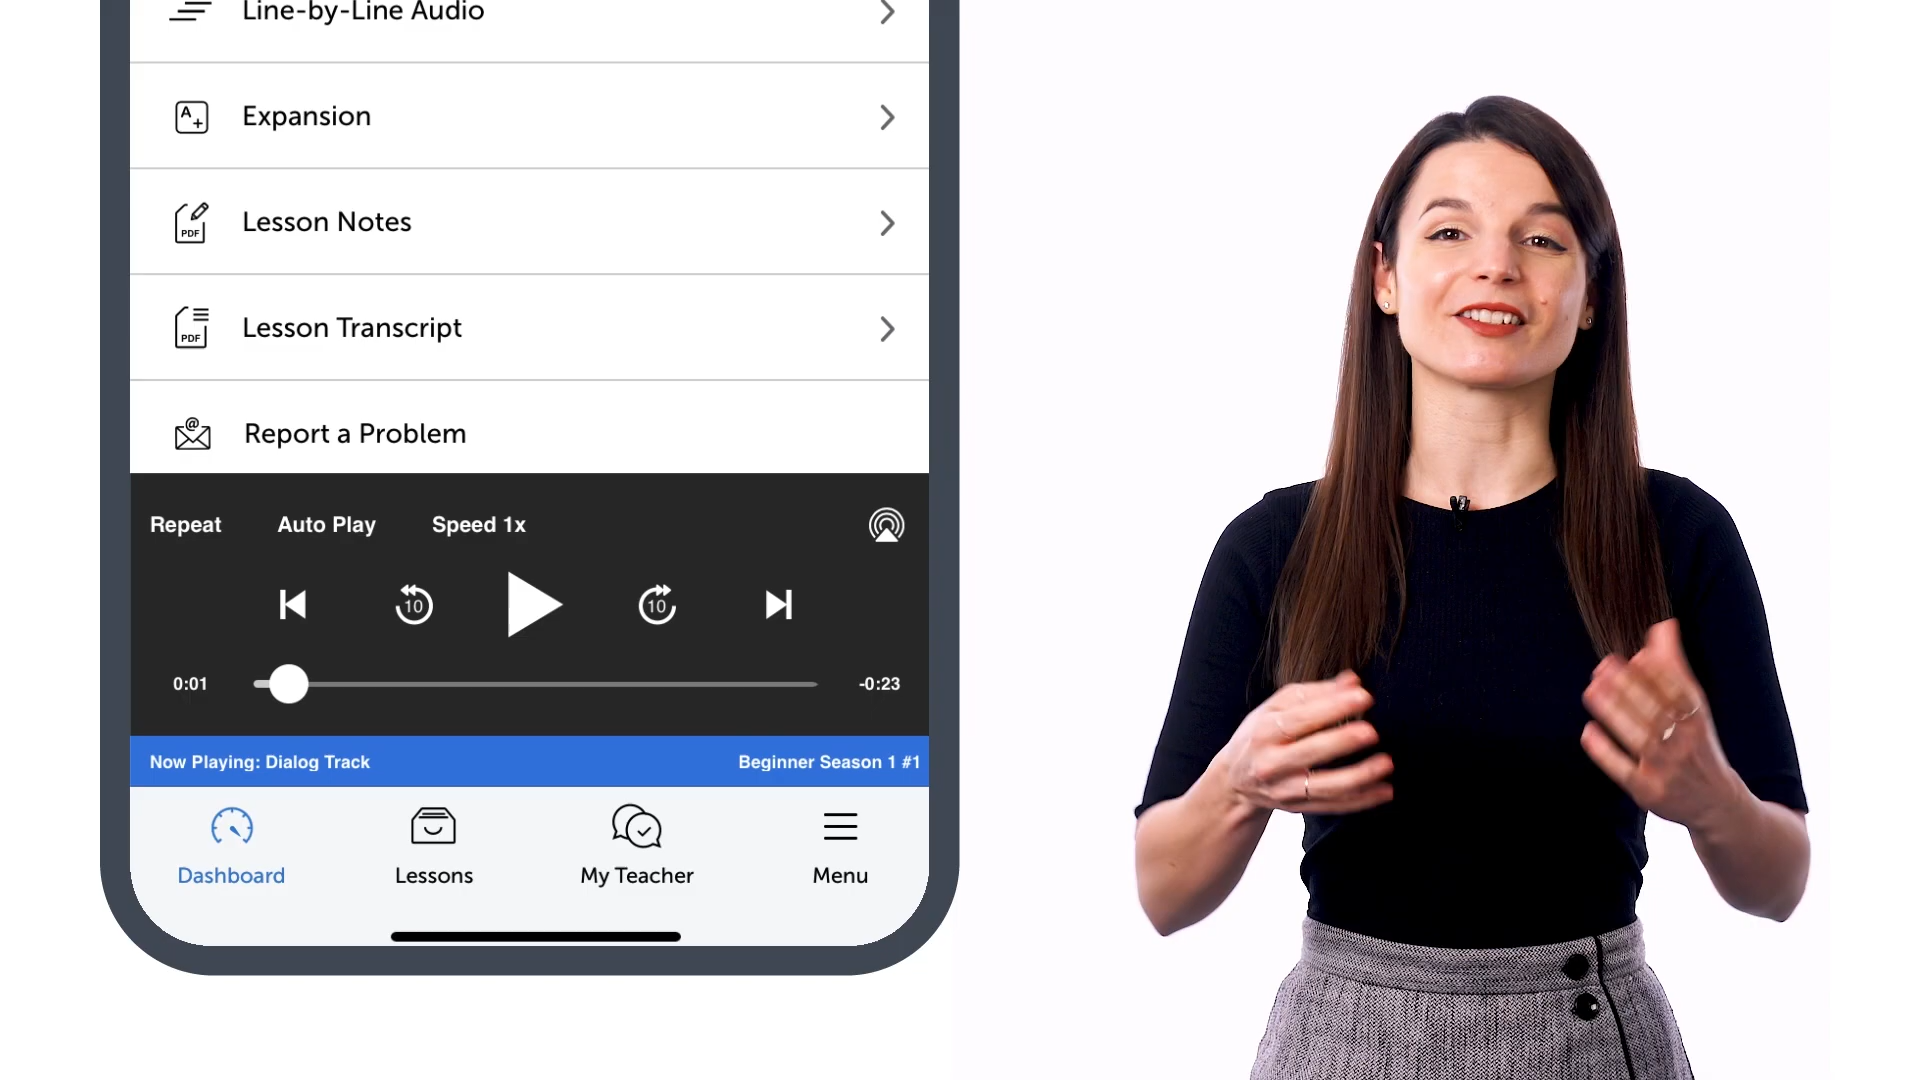 Line-by-Line Audio
A+
Expansion
PDF
Lesson Notes
PDF
Lesson Transcript
@
Report a Problem
Repeat Auto Play Speed 1x
10 10
0:01 -0:23
Now Playing: Dialog Track Beginner Season 1 #1
Dashboard Lessons My Teacher Menu